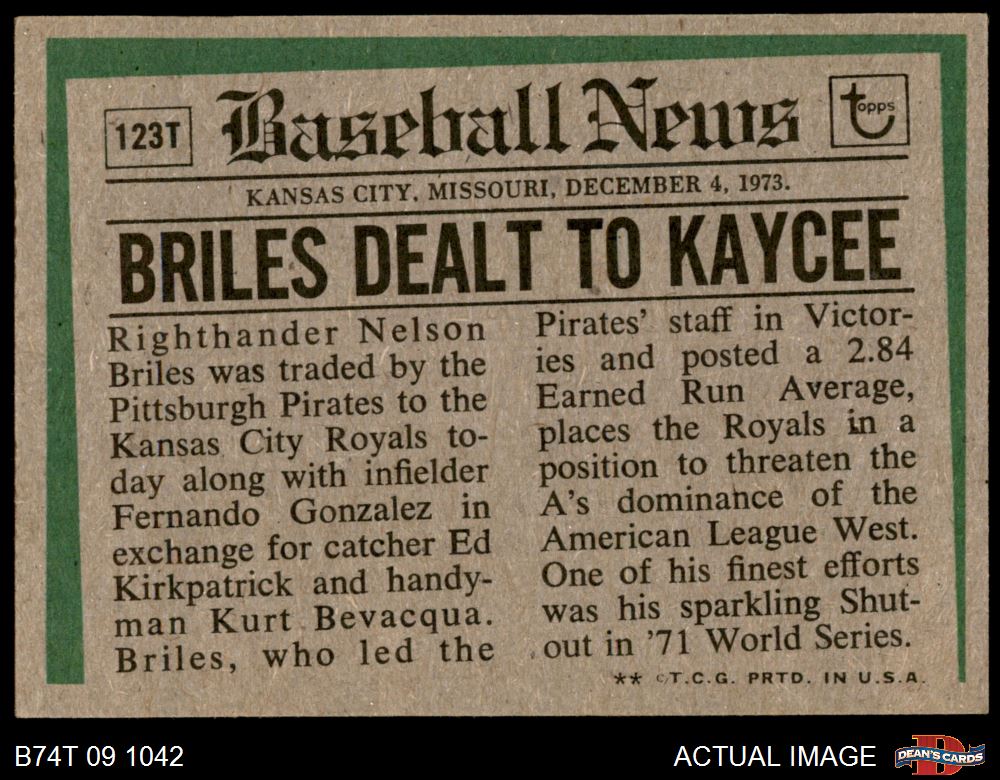 123T
Baseball News
topps
KANSAS CITY, MISSOURI, DECEMBER 4, 1973.
BRILES DEALT TO KAYCEE
Righthander Nelson
Briles was traded by the
Pittsburgh Pirates to the
Kansas City Royals to-
day along with infielder
Fernando Gonzalez in
exchange for catcher Ed
Kirkpatrick and handy-
man Kurt Bevacqua.
Briles, who led the
Pirates' staff in Victor-
ies and posted a 2.84
Earned Run Average,
places the Royals in a
position to threaten the
A's dominance of the
American League West.
One of his finest efforts
was his sparkling Shut-
out in '71 World Series.
** ©T.C.G. PRTD. IN U.S.A.
B74T 09 1042
ACTUAL IMAGE
D
DEAN'S CARDS